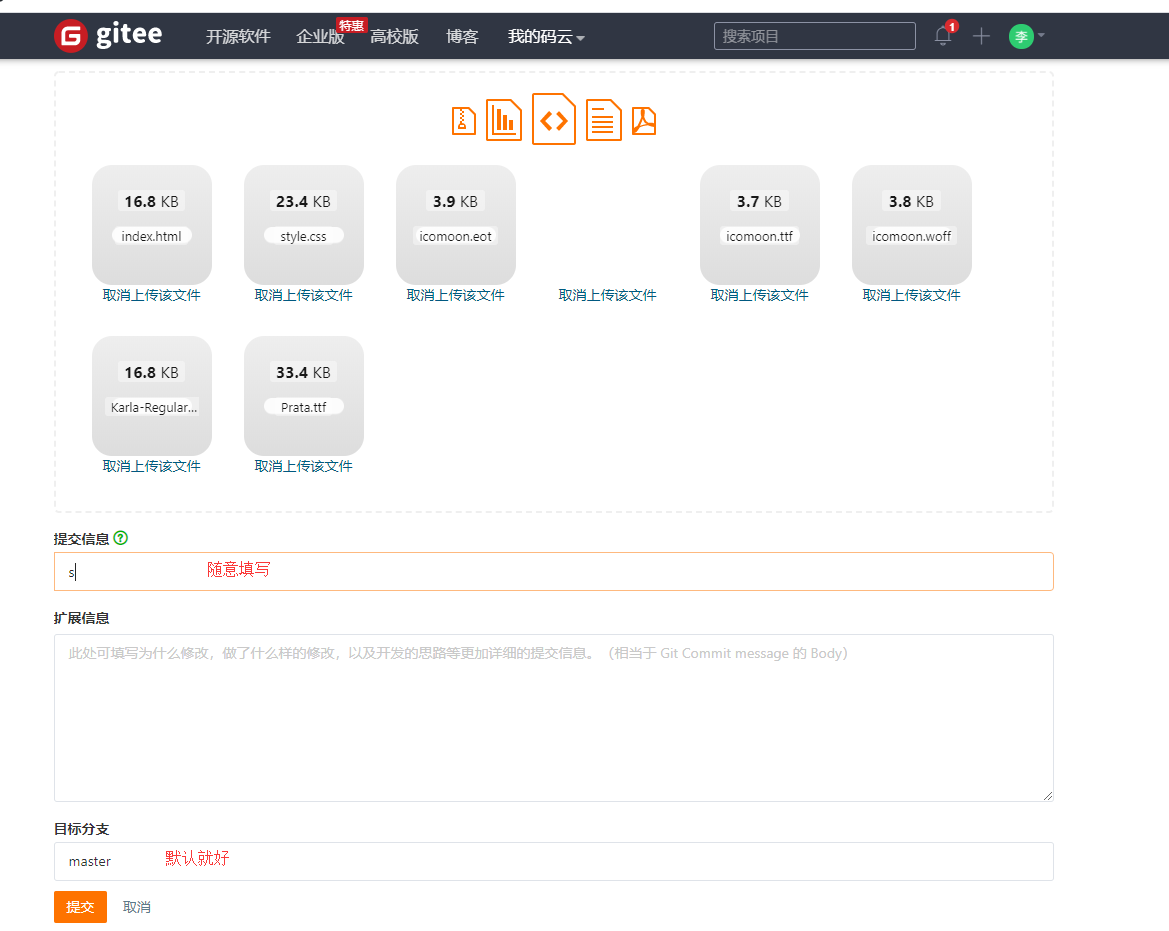 gitee 开源软件 企业版 特惠 高校版 博客 我的码云 搜索项目 1 李
16.8 KB 23.4 KB 3.9 KB 3.7 KB 3.8 KB
index.html style.css icomoon.eot icomoon.ttf icomoon.woff
取消上传该文件 取消上传该文件 取消上传该文件 取消上传该文件 取消上传该文件 取消上传该文件
16.8 KB 33.4 KB
Karla-Regular... Prata.ttf
取消上传该文件 取消上传该文件
提交信息 ?
s 随意填写
扩展信息
此处可填写为什么修改，做了什么样的修改，以及开发的思路等更加详细的提交信息。（相当于 Git Commit message 的 Body）
目标分支
master 默认就好
提交 取消